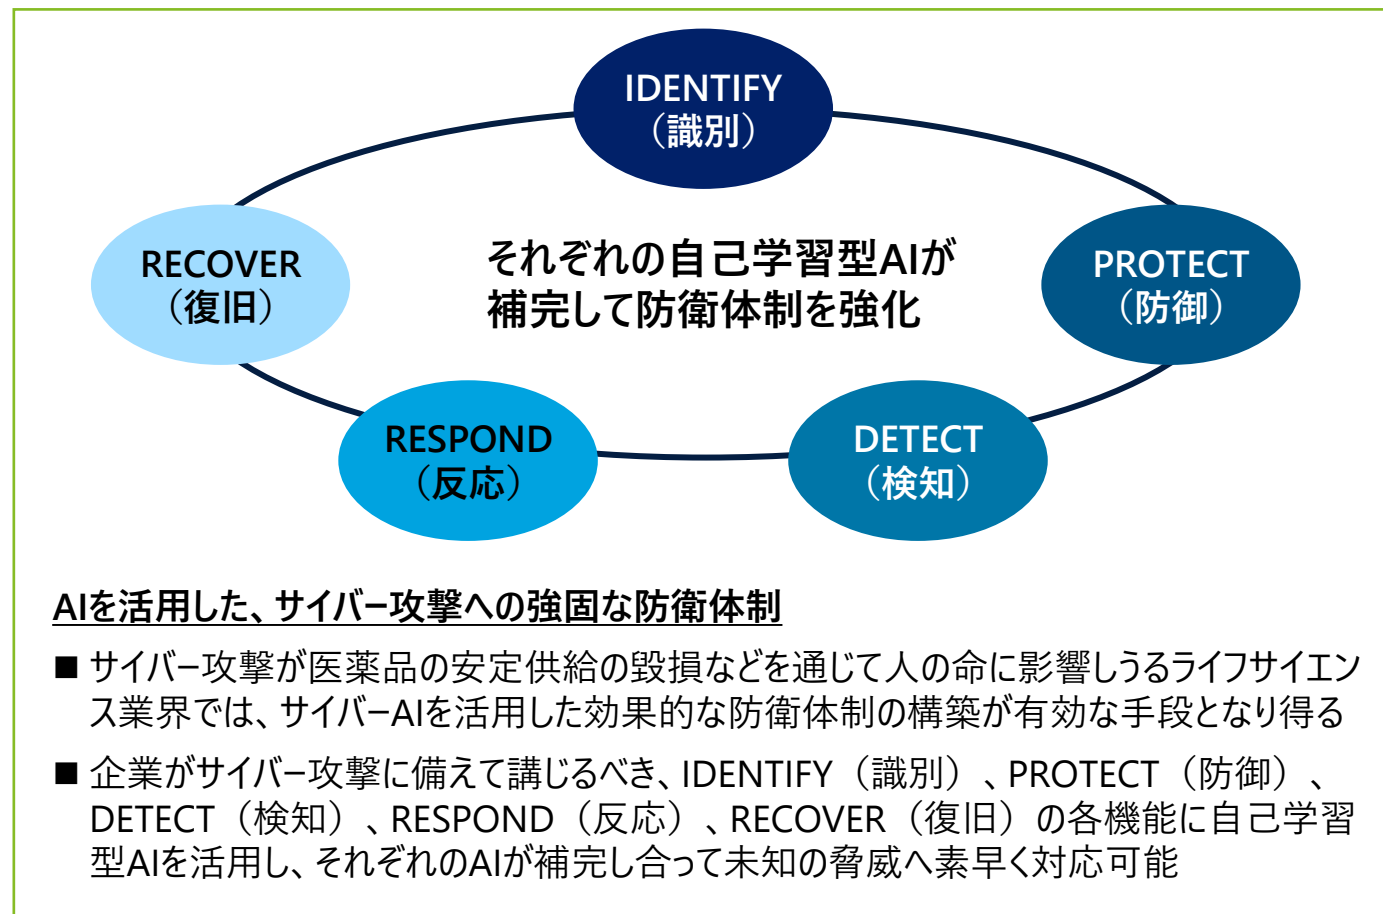 IDENTIFY
（識別）
RECOVER
（復旧）
それぞれの自己学習型AIが
補完して防衛体制を強化
PROTECT
（防御）
RESPOND
（反応）
DETECT
（検知）
AIを活用した、サイバー攻撃への強固な防衛体制
■ サイバー攻撃が医薬品の安定供給の毀損などを通じて人の命に影響しうるライフサイエン
ス業界では、サイバーAIを活用した効果的な防衛体制の構築が有効な手段となり得る
■ 企業がサイバー攻撃に備えて講じるべき、IDENTIFY（識別）、PROTECT（防御）、
DETECT（検知）、RESPOND（反応）、RECOVER（復旧）の各機能に自己学習
型AIを活用し、それぞれのAIが補完し合って未知の脅威へ素早く対応可能